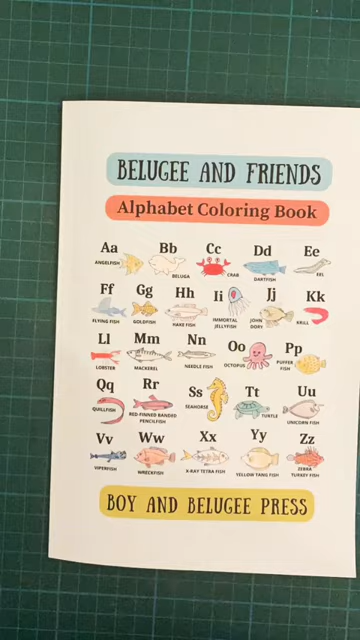 BELUGEE AND FRIENDS
Alphabet Coloring Book
Aa Bb Cc Dd Ee
ANGELFISH BELUGA CRAB DARTFISH EEL
Ff Gg Hh Ii Jj Kk
FLYING FISH GOLDFISH HARE FISH IMMORTAL JELLYFISH JOHN DORY KRILL
Ll Mm Nn Oo Pp
LOBSTER MACKEREL NEEDLE FISH OCTOPUS PUFFER FISH
Qq Rr Ss Tt Uu
QUILLFISH RED-FINNED BANDED PENCILFISH SEAHORSE TURTLE UNICORN FISH
Vv Ww Xx Yy Zz
VIPERFISH WRECKFISH X-RAY TETRA FISH YELLOW TANG FISH ZEBRA TURKEY FISH
BOY AND BELUGEE PRESS